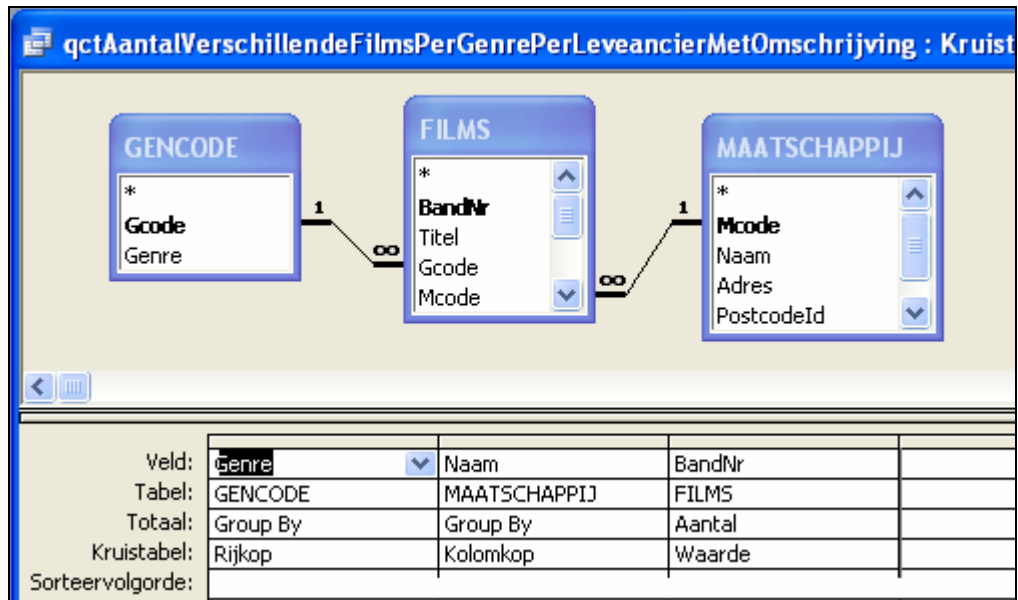 qctAantalVerschillendeFilmsPerGenrePerLeveancierMetOmschrijving : Kruist
GENCODE
*
Gcode
Genre
1
∞
FILMS
*
BandNr
Titel
Gcode
Mcode
∞
1
MAATSCHAPPIJ
*
Mcode
Naam
Adres
PostcodeId
Veld: Genre Naam BandNr
Tabel: GENCODE MAATSCHAPPIJ FILMS
Totaal: Group By Group By Aantal
Kruistabel: Rijkop Kolomkop Waarde
Sorteervolgorde: